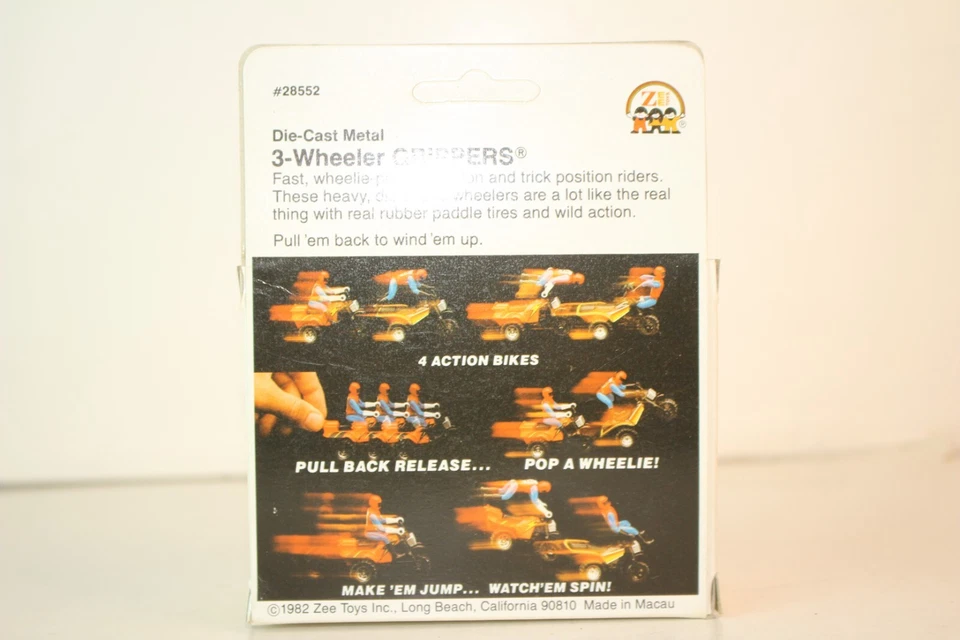 #28552
ZEE
Die-Cast Metal
3-Wheeler GRIPPERS®
Fast, wheelie- and trick position riders.
These heavy, wheelers are a lot like the real
thing with real rubber paddle tires and wild action.
Pull 'em back to wind 'em up.
4 ACTION BIKES
PULL BACK RELEASE...
POP A WHEELIE!
MAKE 'EM JUMP... WATCH 'EM SPIN!
©1982 Zee Toys Inc., Long Beach, California 90810 Made in Macau